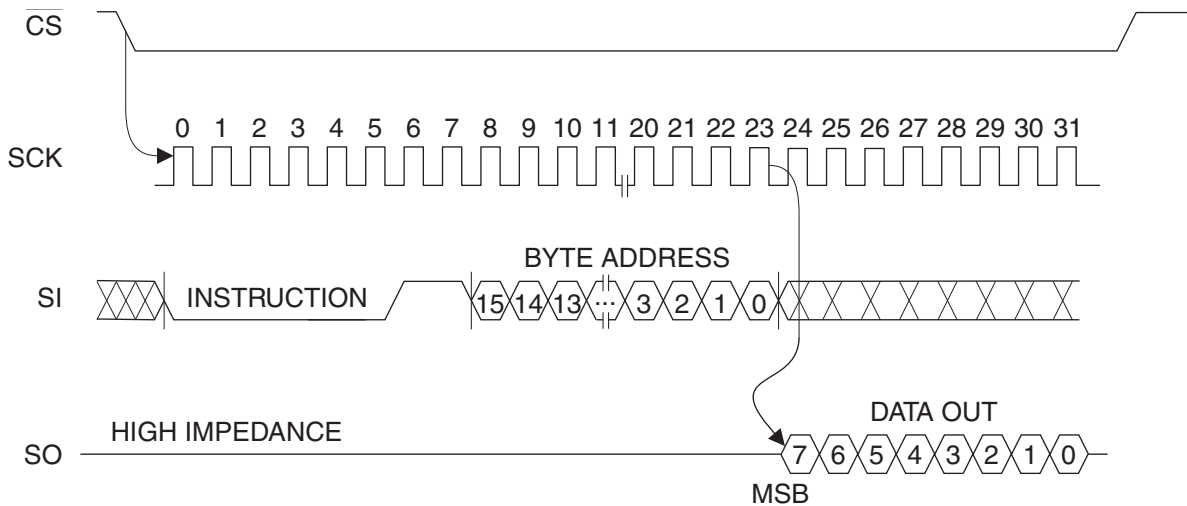 CS
0 1 2 3 4 5 6 7 8 9 10 11 20 21 22 23 24 25 26 27 28 29 30 31
SCK
BYTE ADDRESS
SI INSTRUCTION 15 14 13 ... 3 2 1 0
DATA OUT
HIGH IMPEDANCE
SO 7 6 5 4 3 2 1 0
MSB